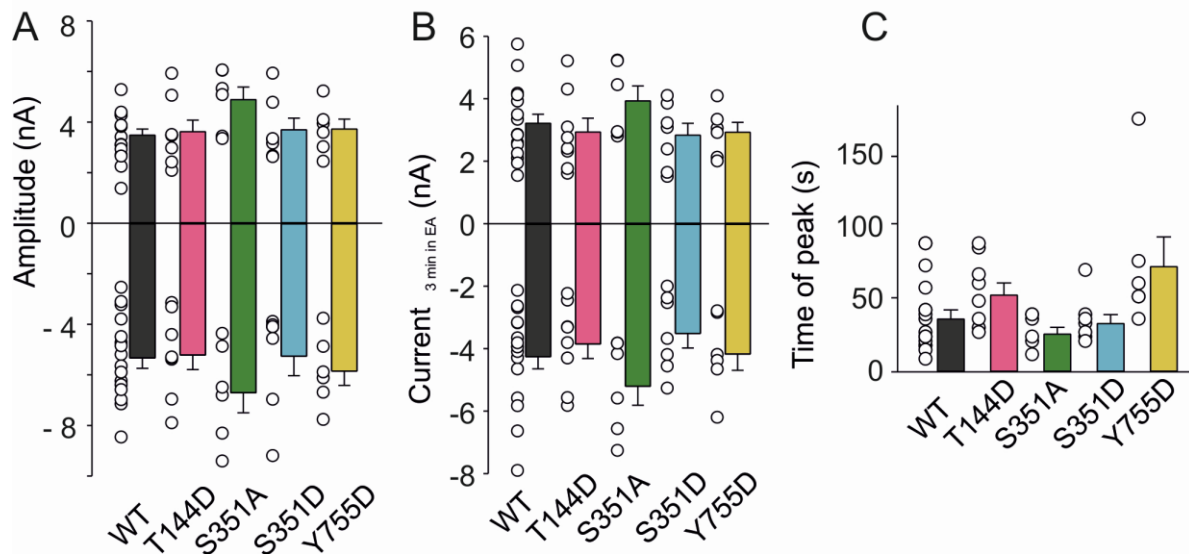 A
Amplitude (nA)
8
4
0
- 4
- 8
WT
T144D
S351A
S351D
Y755D
B
Current 3 min in EA (nA)
6
4
2
0
-2
-4
-6
-8
WT
T144D
S351A
S351D
Y755D
C
Time of peak (s)
150
100
50
0
WT
T144D
S351A
S351D
Y755D